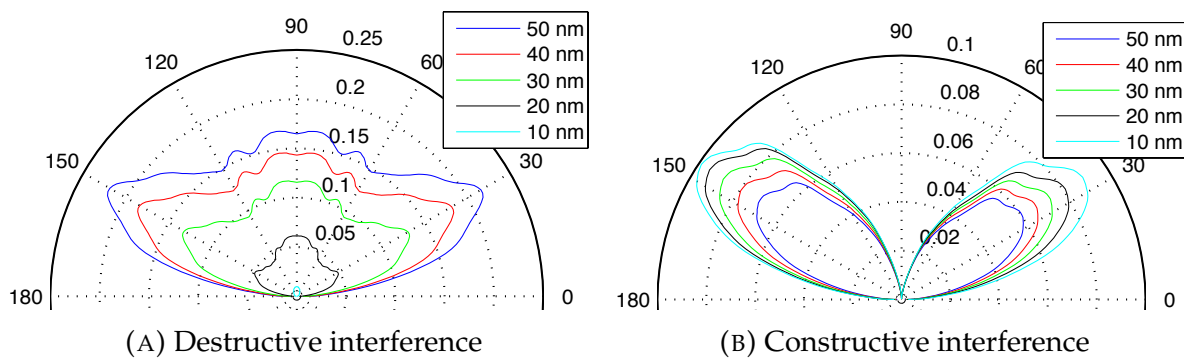 90
0.25
120
60
0.2
150
0.15
30
0.1
0.05
180
0
50 nm
40 nm
30 nm
20 nm
10 nm
(A) Destructive interference
90
0.1
120
60
0.08
150
0.06
30
0.04
0.02
180
0
50 nm
40 nm
30 nm
20 nm
10 nm
(B) Constructive interference